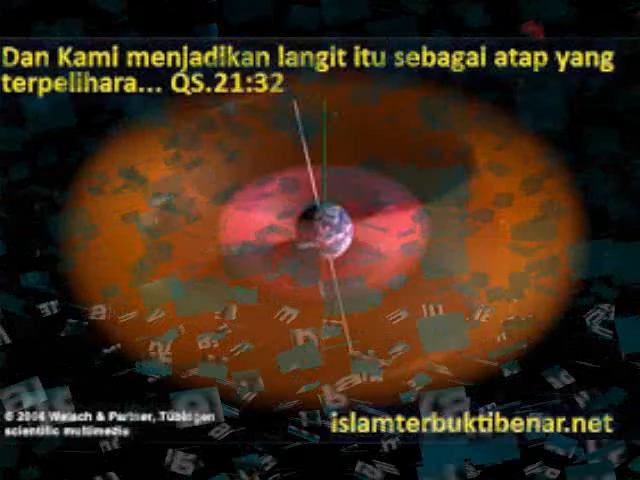 Dan Kami menjadikan langit itu sebagai atap yang
terpelihara... QS.21:32
© 2004 Welsch & Partner, Tübingen
scientific multimedia
islamterbuktibenar.net